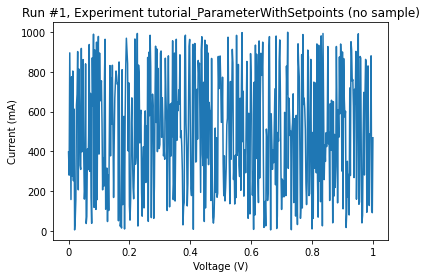 Run #1, Experiment tutorial_ParameterWithSetpoints (no sample)
1000
800
600
400
200
0
Current (mA)
0 0.2 0.4 0.6 0.8 1
Voltage (V)